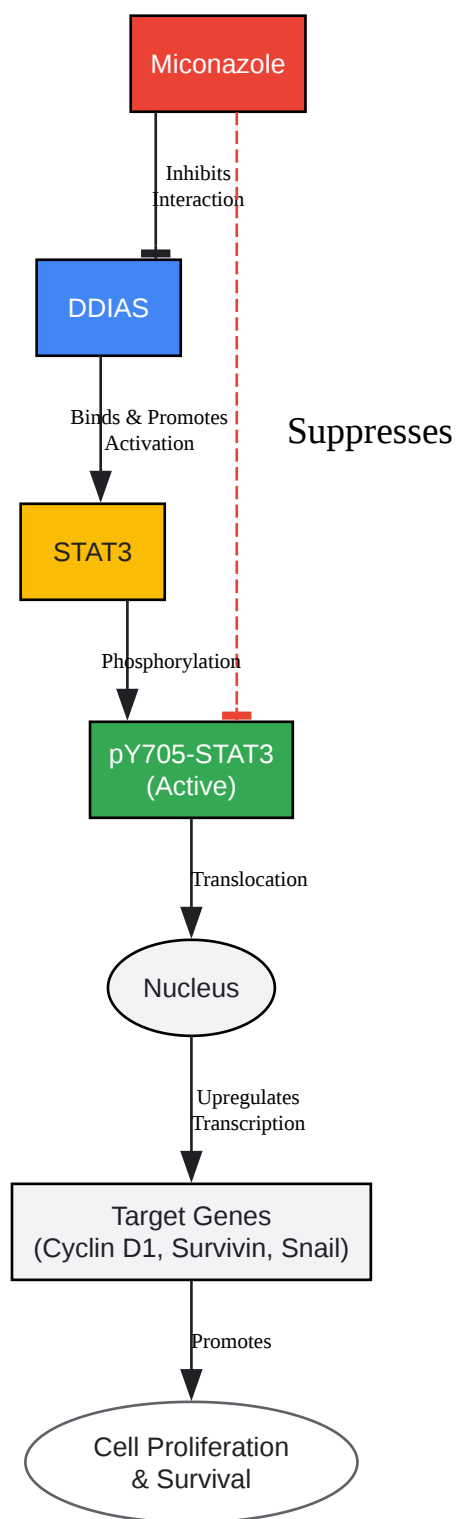 Miconazole
Inhibits
Interaction
DDIAS
Binds & Promotes
Activation
Suppresses
STAT3
Phosphorylation
pY705-STAT3
(Active)
Translocation
Nucleus
Upregulates
Transcription
Target Genes
(Cyclin D1, Survivin, Snail)
Promotes
Cell Proliferation
& Survival